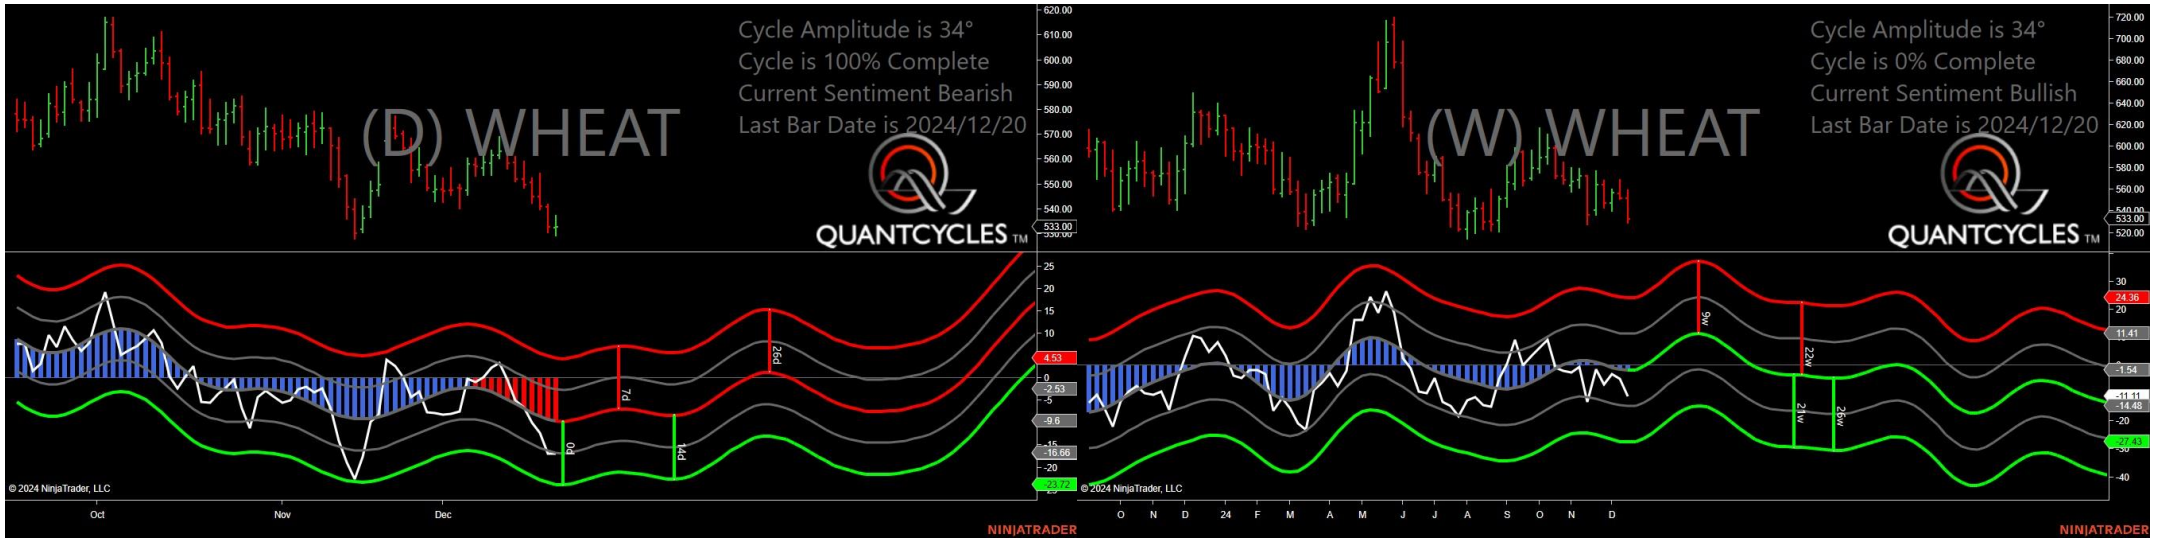 Cycle Amplitude is 34°
Cycle is 100% Complete
Current Sentiment Bearish
Last Bar Date is 2024/12/20
(D) WHEAT
QUANTCYCLES TM
620.00
610.00
600.00
590.00
580.00
570.00
560.00
550.00
540.00
533.00
25
20
15
10
4.53
0
-2.53
-5
-9.6
-15
-16.66
-20
-23.72
7d
26d
0d
14d
© 2024 NinjaTrader, LLC
Oct
Nov
Dec
NINJATRADER
Cycle Amplitude is 34°
Cycle is 0% Complete
Current Sentiment Bullish
Last Bar Date is 2024/12/20
(W) WHEAT
QUANTCYCLES TM
720.00
700.00
680.00
660.00
640.00
620.00
600.00
580.00
560.00
540.00
533.00
520.00
30
24.36
20
11.41
-1.54
-11.11
-14.48
-20
-27.43
-30
-40
9w
22w
21w
26w
© 2024 NinjaTrader, LLC
O N D 24 F M A M J J A S O N D
NINJATRADER